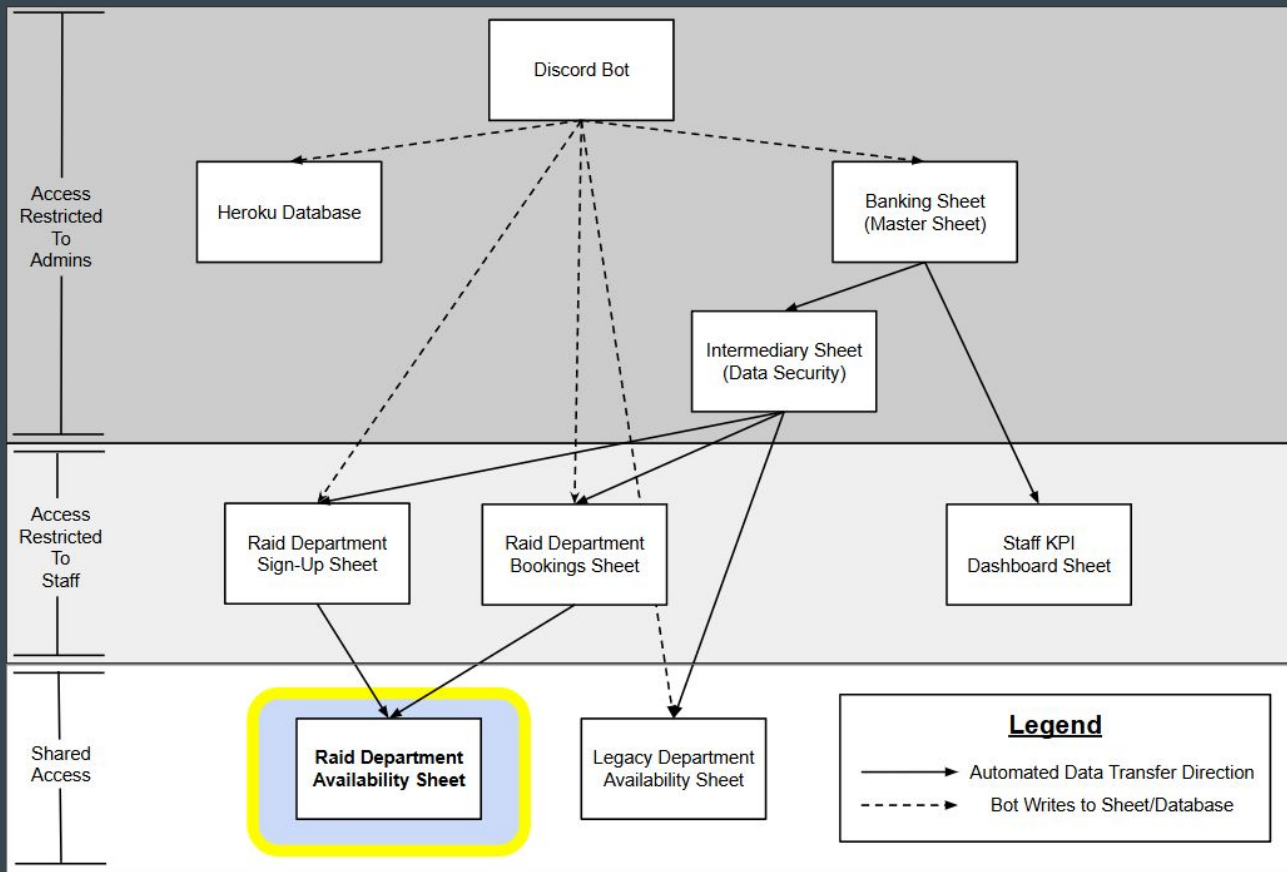 Discord Bot
Access
Restricted
To
Admins
Heroku Database
Banking Sheet
(Master Sheet)
Intermediary Sheet
(Data Security)
Access
Restricted
To
Staff
Raid Department
Sign-Up Sheet
Raid Department
Bookings Sheet
Staff KPI
Dashboard Sheet
Shared
Access
Raid Department
Availability Sheet
Legacy Department
Availability Sheet
Legend
Automated Data Transfer Direction
Bot Writes to Sheet/Database